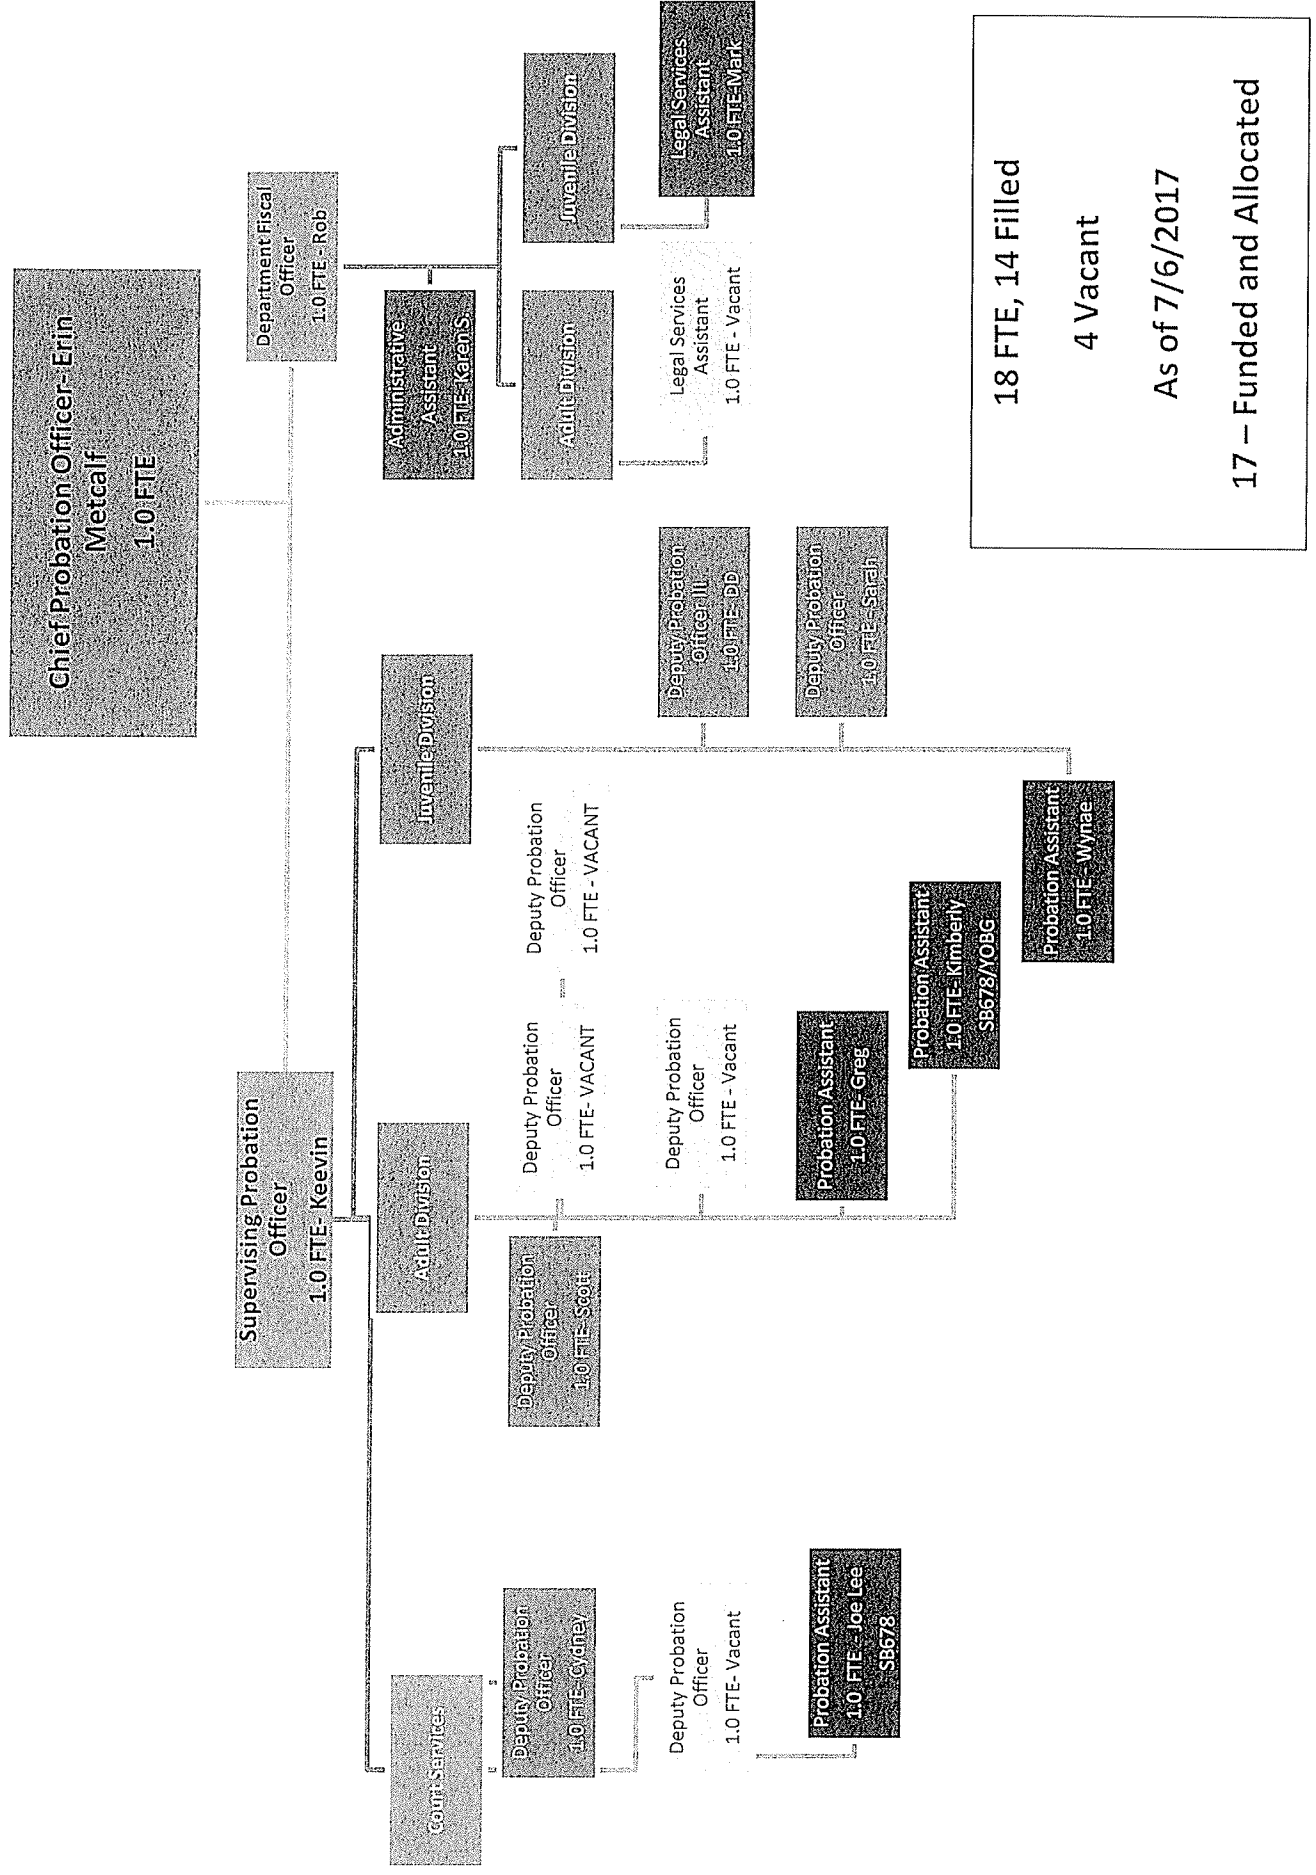 Chief Probation Officer- Erin
Metcalf
1.0 FTE
Supervising Probation
Officer
1.0 FTE- Keevin
Department Fiscal
Officer
1.0 FTE - Rob
Court Services
Adult Division
Juvenile Division
Administrative
Assistant
1.0 FTE- Karen S.
Deputy Probation
Officer
1.0 FTE- Cydney
Deputy Probation
Officer
1.0 FTE- Scott
Deputy Probation
Officer
1.0 FTE- VACANT
Deputy Probation
Officer
1.0 FTE - VACANT
Adult Division
Juvenile Division
Deputy Probation
Officer
1.0 FTE- Vacant
Deputy Probation
Officer
1.0 FTE - Vacant
Deputy Probation
Officer III
1.0 FTE- DD
Legal Services
Assistant
1.0 FTE - Vacant
Legal Services
Assistant
1.0 FTE-Mark
Probation Assistant
1.0 FTE - Joe Lee
SB678
Probation Assistant
1.0 FTE- Greg
Deputy Probation
Officer
1.0 FTE - Sarah
Probation Assistant
1.0 FTE- Kimberly
SB678/YOBG
Probation Assistant
1.0 FTE - Wynae
18 FTE, 14 Filled
4 Vacant
As of 7/6/2017
17 – Funded and Allocated